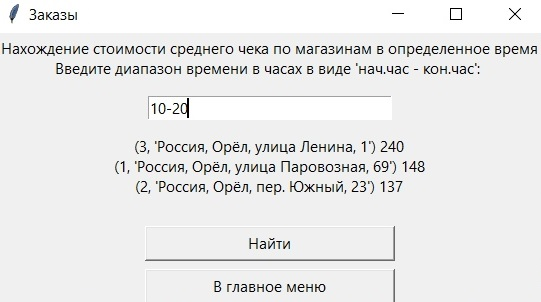 Заказы
Нахождение стоимости среднего чека по магазинам в определенное время
Введите диапазон времени в часах в виде 'нач.час - кон.час':
10-20
(3, 'Россия, Орёл, улица Ленина, 1') 240
(1, 'Россия, Орёл, улица Паровозная, 69') 148
(2, 'Россия, Орёл, пер. Южный, 23') 137
Найти
В главное меню